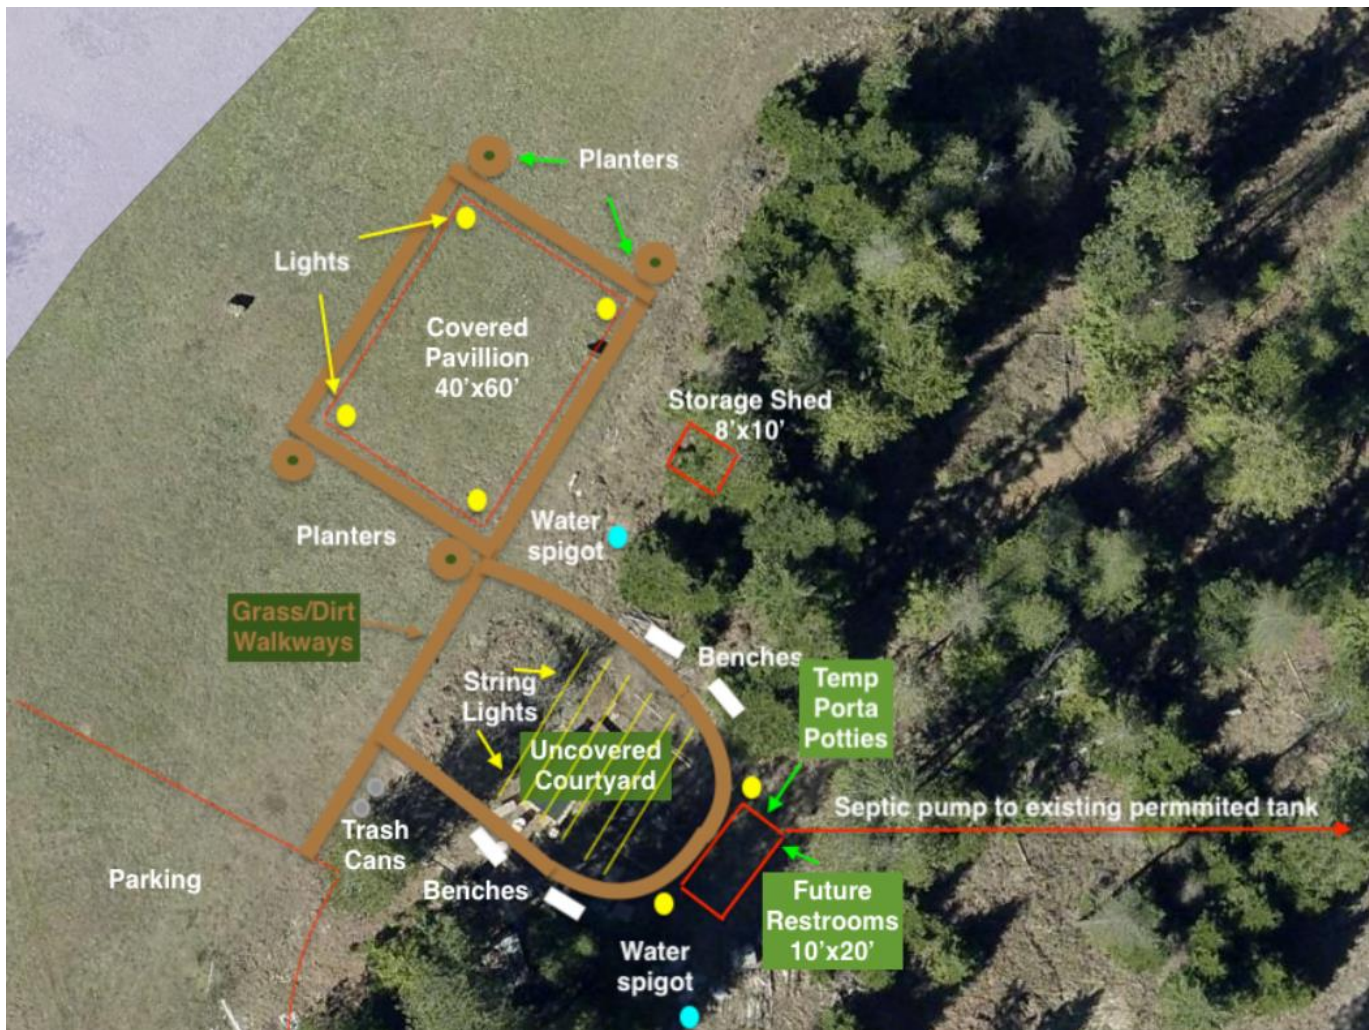 Planters
Lights
Covered
Pavillion
40'x60'
Storage Shed
8'x10'
Water
spigot
Planters
Grass/Dirt
Walkways
Benches
String
Lights
Temp
Porta
Potties
Uncovered
Courtyard
Septic pump to existing permmited tank
Trash
Cans
Parking
Benches
Future
Restrooms
10'x20'
Water
spigot